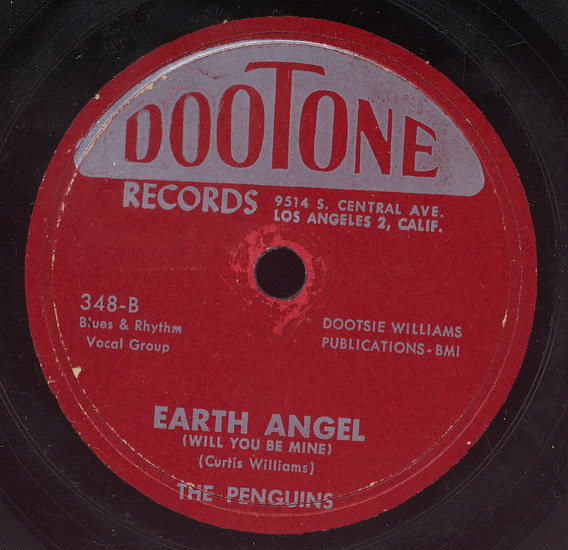 DOOTONE
RECORDS 9514 S. CENTRAL AVE.
LOS ANGELES 2, CALIF.
348-B
Blues & Rhythm
Vocal Group
DOOTSIE WILLIAMS
PUBLICATIONS-BMI
EARTH ANGEL
(WILL YOU BE MINE)
(Curtis Williams)
THE PENGUINS